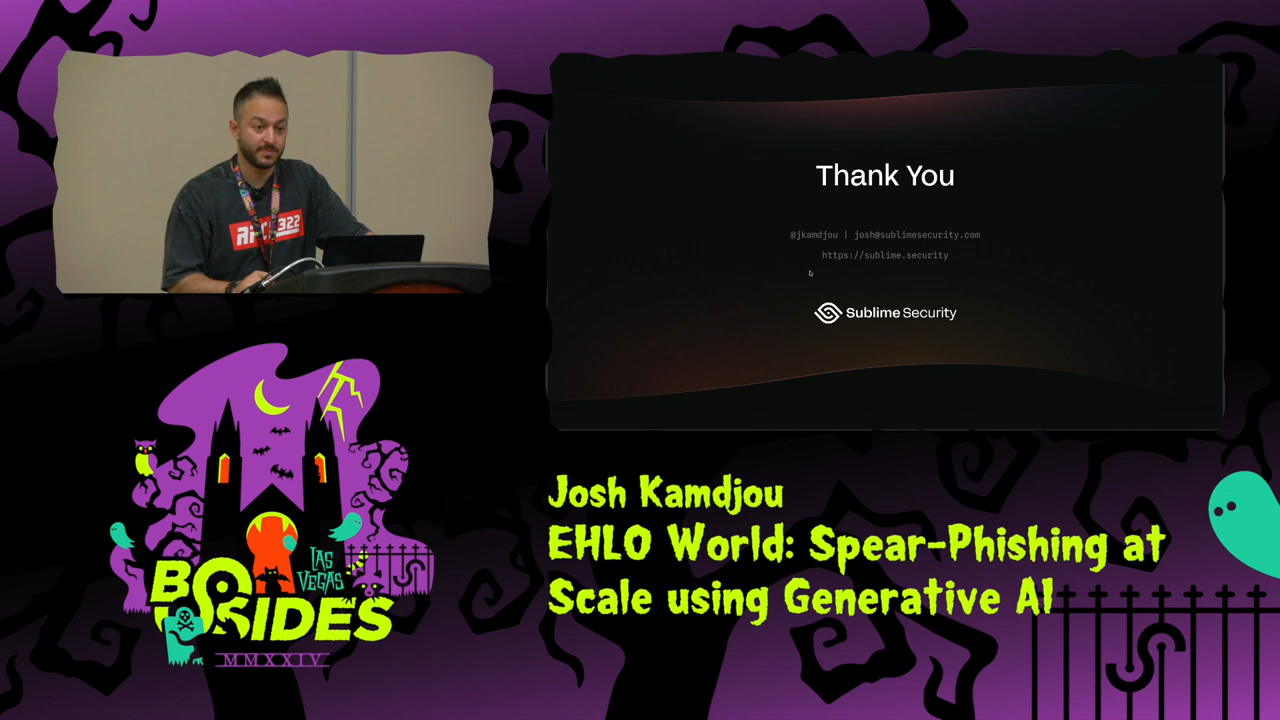 Thank You
@jkamdjou | josh@sublimesecurity.com
https://sublime.security
Sublime Security
LAS
VEGAS
BSIDES
MMXXIV
Josh Kamdjou
EHLO World: Spear-Phishing at
Scale using Generative AI